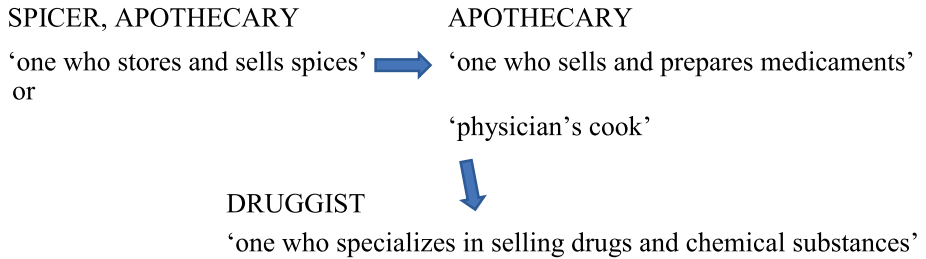 SPICER, APOTHECARY
‘one who stores and sells spices’
or
APOTHECARY
‘one who sells and prepares medicaments’
‘physician’s cook’
DRUGGIST
‘one who specializes in selling drugs and chemical substances’